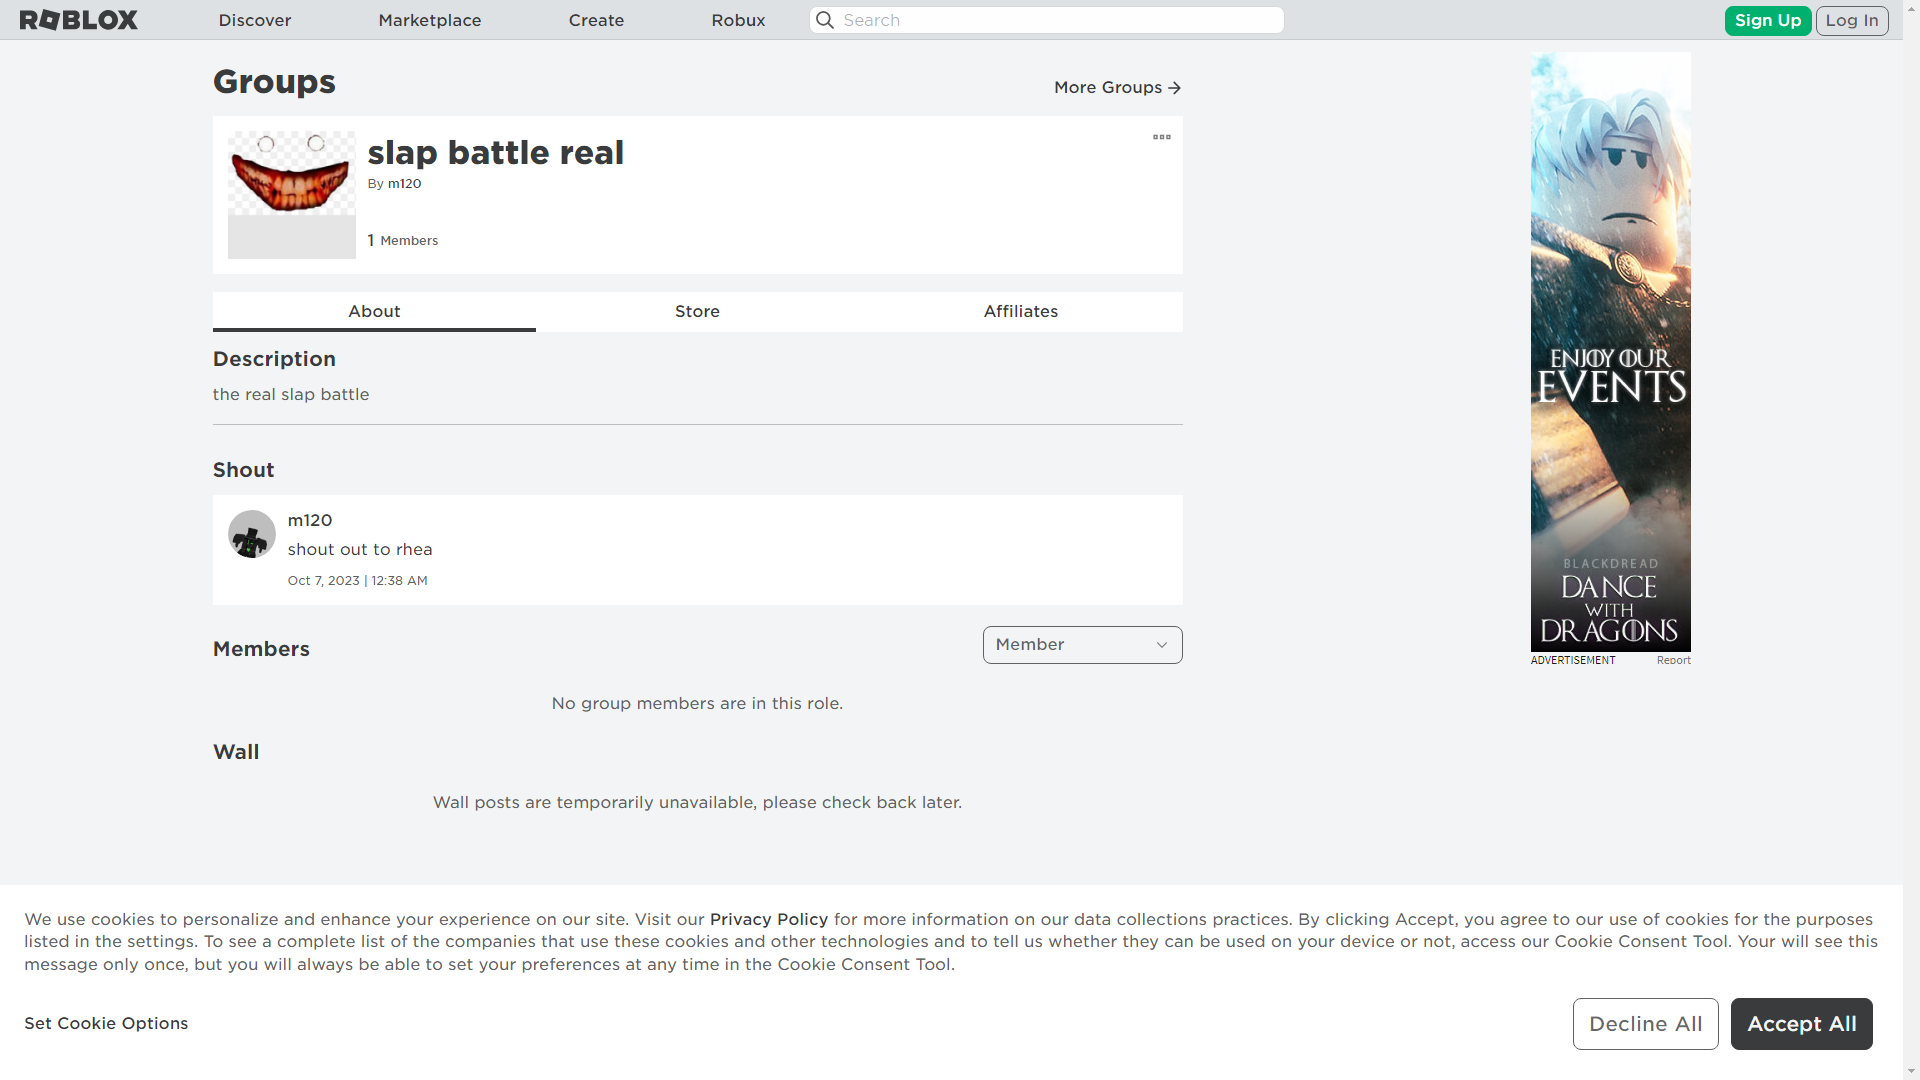 ROBLOX Discover Marketplace Create Robux Search Sign Up Log In
Groups
More Groups
slap battle real
By m120
1 Members
About Store Affiliates
Description
the real slap battle
Shout
m120
shout out to rhea
Oct 7, 2023 | 12:38 AM
Members
Member
No group members are in this role.
Wall
Wall posts are temporarily unavailable, please check back later.
ENJOY OUR
EVENTS
BLACKDREAD
DANCE
WITH
DRAGONS
ADVERTISEMENT Report
We use cookies to personalize and enhance your experience on our site. Visit our Privacy Policy for more information on our data collections practices. By clicking Accept, you agree to our use of cookies for the purposes
listed in the settings. To see a complete list of the companies that use these cookies and other technologies and to tell us whether they can be used on your device or not, access our Cookie Consent Tool. Your will see this
message only once, but you will always be able to set your preferences at any time in the Cookie Consent Tool.
Set Cookie Options
Decline All
Accept All